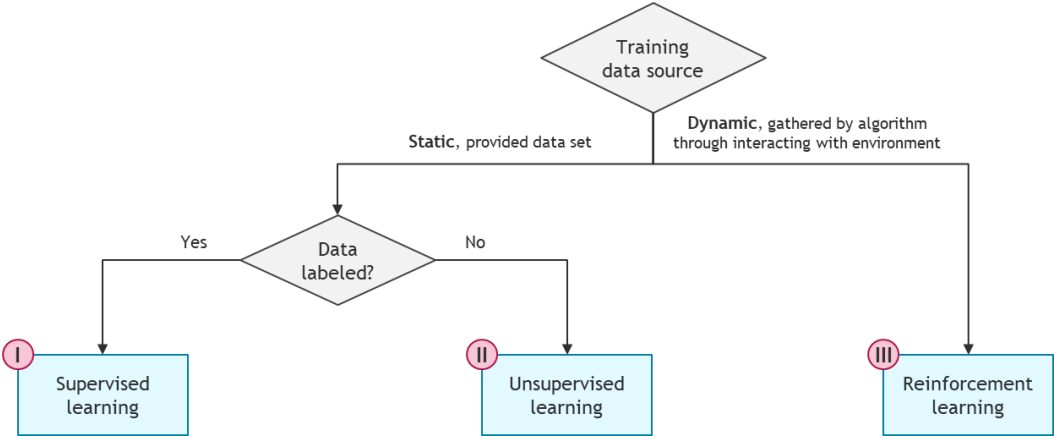 Training
data source
Static, provided data set
Dynamic, gathered by algorithm
through interacting with environment
Yes
Data
labeled?
No
I
Supervised
learning
II
Unsupervised
learning
III
Reinforcement
learning